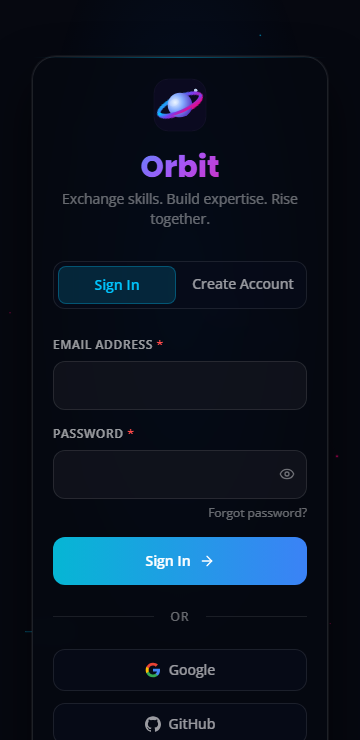 Orbit
Exchange skills. Build expertise. Rise
together.
Sign In
Create Account
EMAIL ADDRESS *
PASSWORD *
Forgot password?
Sign In →
OR
Google
GitHub